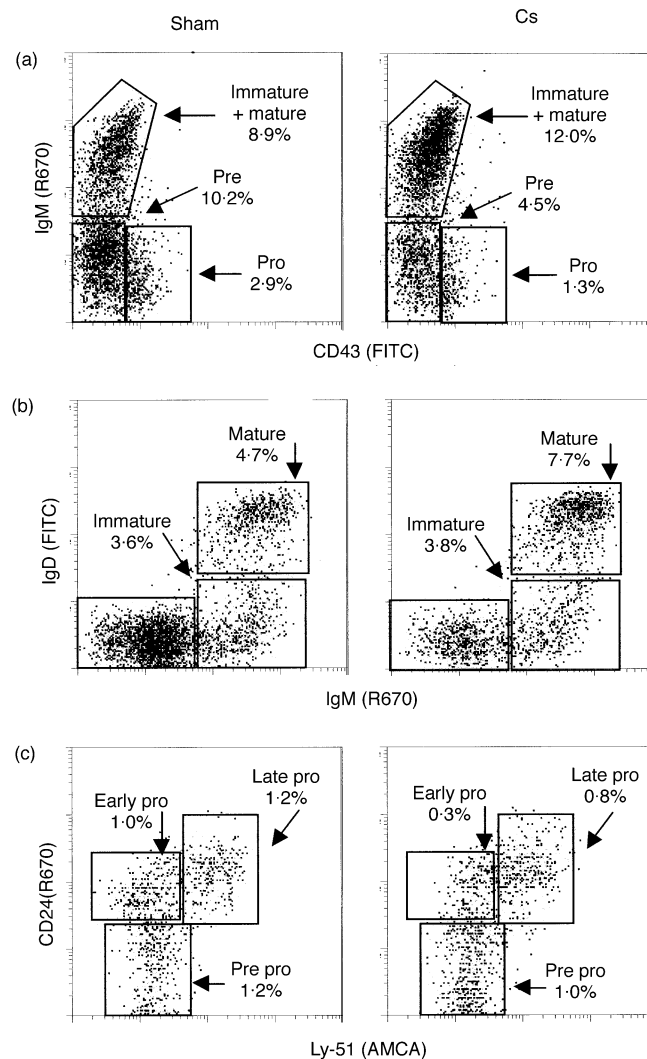 Sham
Cs
(a)
Immature
+ mature
8·9%
Pre
10·2%
Pro
2·9%
IgM (R670)
Immature
+ mature
12·0%
Pre
4·5%
Pro
1·3%
CD43 (FITC)
(b)
Mature
4·7%
Immature
3·6%
IgD (FITC)
Mature
7·7%
Immature
3·8%
IgM (R670)
(c)
Early pro
1·0%
Late pro
1·2%
Pre pro
1·2%
CD24(R670)
Early pro
0·3%
Late pro
0·8%
Pre pro
1·0%
Ly-51 (AMCA)